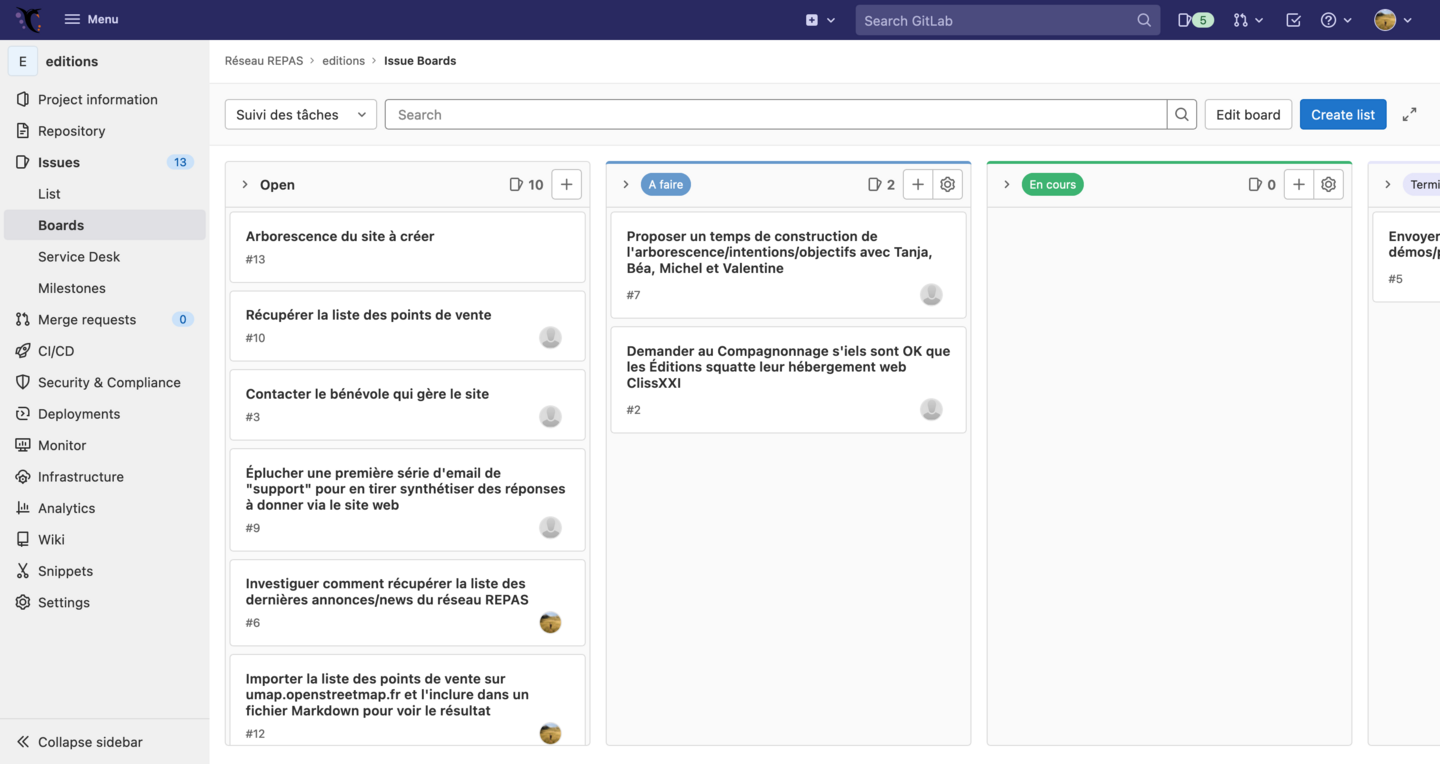 Menu
Search GitLab
5
E
editions
Project information
Repository
Issues
13
List
Boards
Service Desk
Milestones
Merge requests
0
CI/CD
Security & Compliance
Deployments
Monitor
Infrastructure
Analytics
Wiki
Snippets
Settings
Collapse sidebar
Réseau REPAS > editions > Issue Boards
Suivi des tâches
Search
Edit board
Create list
Open
10
Arborescence du site à créer
#13
Récupérer la liste des points de vente
#10
Contacter le bénévole qui gère le site
#3
Éplucher une première série d'email de
"support" pour en tirer synthétiser des réponses
à donner via le site web
#9
Investiguer comment récupérer la liste des
dernières annonces/news du réseau REPAS
#6
Importer la liste des points de vente sur
umap.openstreetmap.fr et l'inclure dans un
fichier Markdown pour voir le résultat
#12
A faire
2
Proposer un temps de construction de
l'arborescence/intentions/objectifs avec Tanja,
Béa, Michel et Valentine
#7
Demander au Compagnonnage s'iels sont OK que
les Éditions squatte leur hébergement web
ClissXXI
#2
En cours
0
Termi
Envoyer
démos/
#5